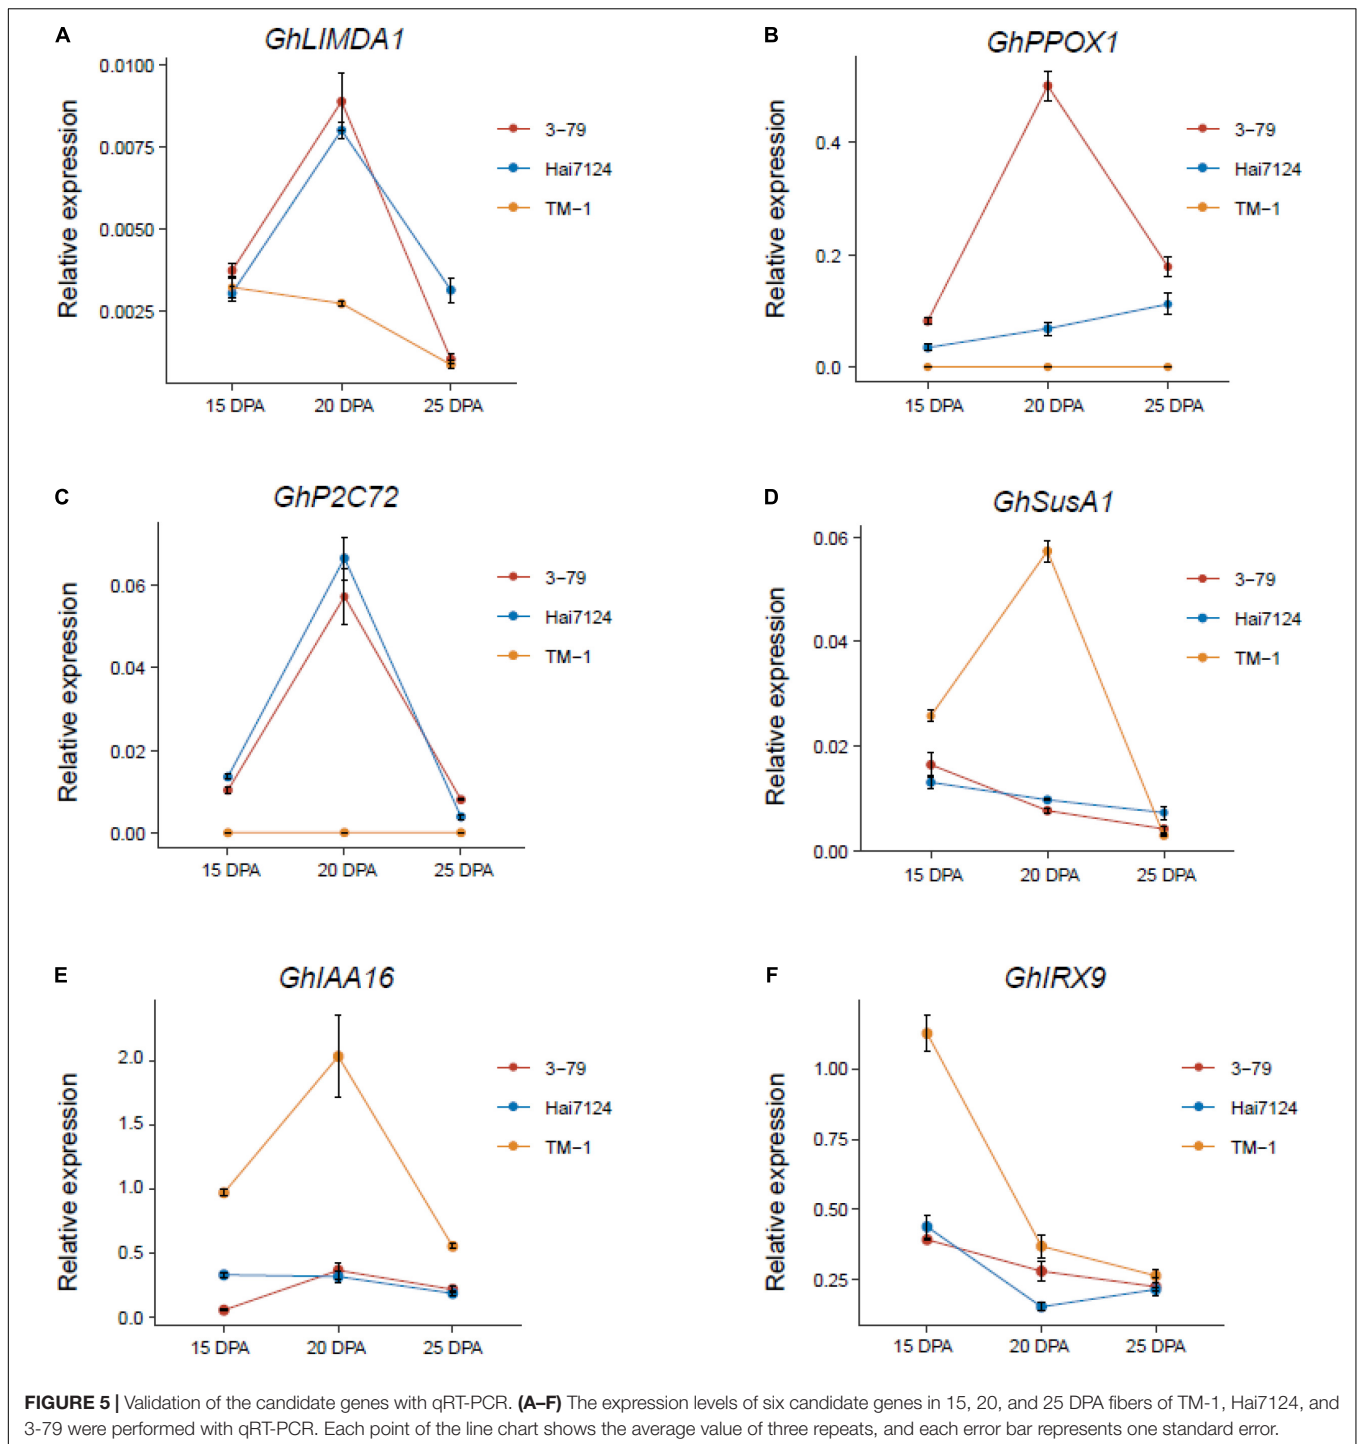 A
GhLIMDA1
Relative expression
0.0100
0.0075
0.0050
0.0025
15 DPA 20 DPA 25 DPA
3−79
Hai7124
TM−1
B
GhPPOX1
Relative expression
0.4
0.2
0.0
15 DPA 20 DPA 25 DPA
3−79
Hai7124
TM−1
C
GhP2C72
Relative expression
0.06
0.04
0.02
0.00
15 DPA 20 DPA 25 DPA
3−79
Hai7124
TM−1
D
GhSusA1
Relative expression
0.06
0.04
0.02
0.00
15 DPA 20 DPA 25 DPA
3−79
Hai7124
TM−1
E
GhIAA16
Relative expression
2.0
1.5
1.0
0.5
0.0
15 DPA 20 DPA 25 DPA
3−79
Hai7124
TM−1
F
GhIRX9
Relative expression
1.00
0.75
0.50
0.25
15 DPA 20 DPA 25 DPA
3−79
Hai7124
TM−1
FIGURE 5 | Validation of the candidate genes with qRT-PCR. (A–F) The expression levels of six candidate genes in 15, 20, and 25 DPA fibers of TM-1, Hai7124, and
3-79 were performed with qRT-PCR. Each point of the line chart shows the average value of three repeats, and each error bar represents one standard error.